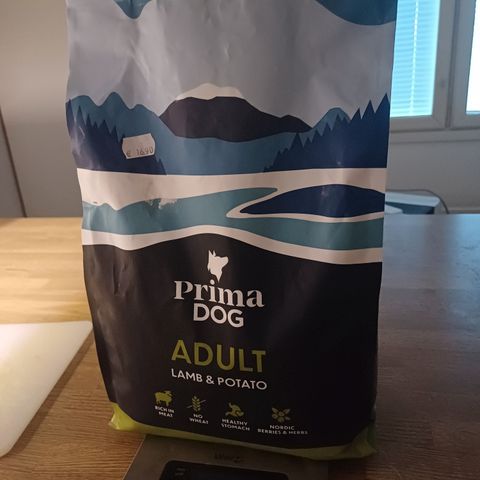 € 16.90
Prima
DOG
ADULT
LAMB & POTATO
RICH IN
MEAT
NO
WHEAT
HEALTHY
STOMACH
NORDIC
BERRIES & HERBS